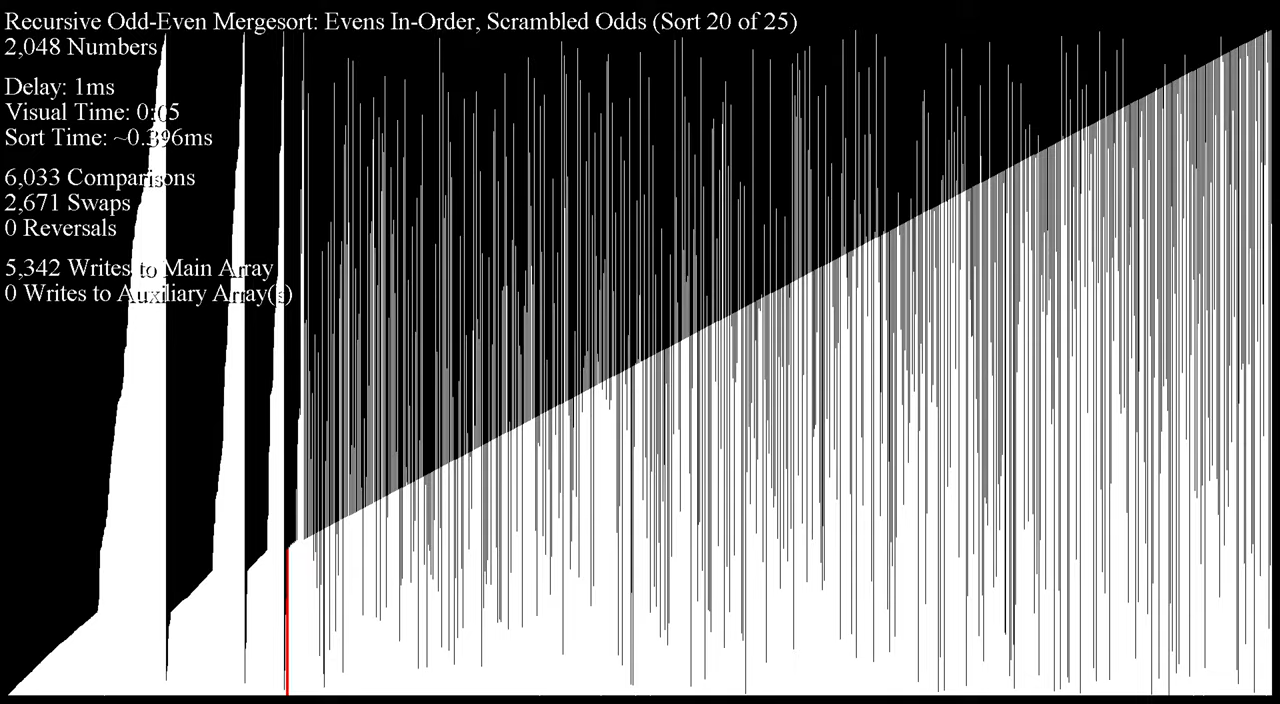 Recursive Odd-Even Mergesort: Evens In-Order, Scrambled Odds (Sort 20 of 25)
2,048 Numbers
Delay: 1ms
Visual Time: 0:05
Sort Time: ~0.396ms
6,033 Comparisons
2,671 Swaps
0 Reversals
5,342 Writes to Main Array
0 Writes to Auxiliary Array(s)